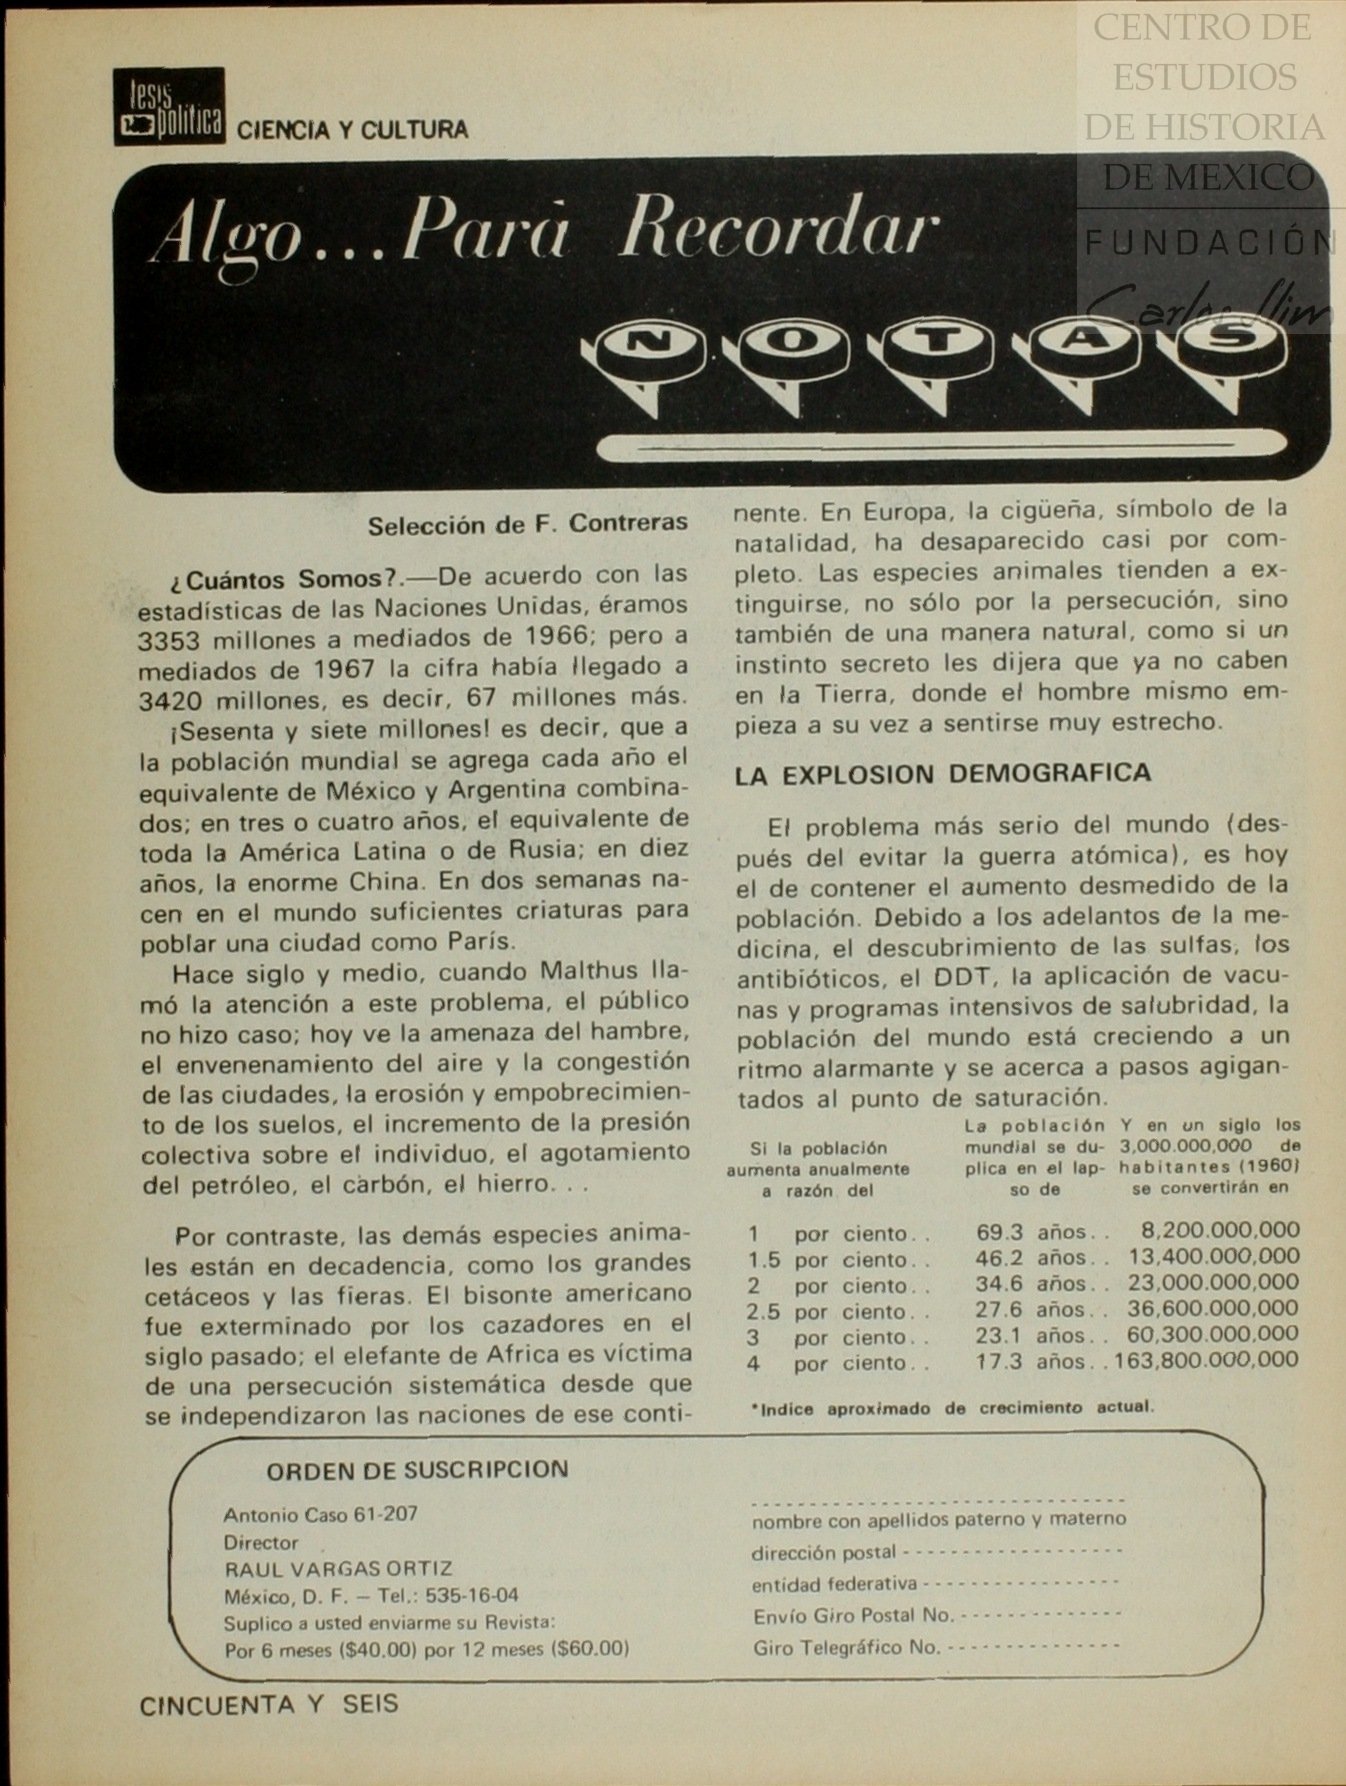 CENTRO DE
ESTUDIOS
DE HISTORIA
DE MEXICO
FUNDACIÓN
Carlos Slim
tesis
política
CIENCIA Y CULTURA
Algo... Para Recordar
NOTAS
Selección de F. Contreras
¿Cuántos Somos?.—De acuerdo con las
estadísticas de las Naciones Unidas, éramos
3353 millones a mediados de 1966; pero a
mediados de 1967 la cifra había llegado a
3420 millones, es decir, 67 millones más.
¡Sesenta y siete millones! es decir, que a
la población mundial se agrega cada año el
equivalente de México y Argentina combina-
dos; en tres o cuatro años, el equivalente de
toda la América Latina o de Rusia; en diez
años, la enorme China. En dos semanas na-
cen en el mundo suficientes criaturas para
poblar una ciudad como París.
Hace siglo y medio, cuando Malthus lla-
mó la atención a este problema, el público
no hizo caso; hoy ve la amenaza del hambre,
el envenenamiento del aire y la congestión
de las ciudades, la erosión y empobrecimien-
to de los suelos, el incremento de la presión
colectiva sobre el individuo, el agotamiento
del petróleo, el carbón, el hierro. . .
Por contraste, las demás especies anima-
les están en decadencia, como los grandes
cetáceos y las fieras. El bisonte americano
fue exterminado por los cazadores en el
siglo pasado; el elefante de Africa es víctima
de una persecución sistemática desde que
se independizaron las naciones de ese conti-
nente. En Europa, la cigüeña, símbolo de la
natalidad, ha desaparecido casi por com-
pleto. Las especies animales tienden a ex-
tinguirse, no sólo por la persecución, sino
también de una manera natural, como si un
instinto secreto les dijera que ya no caben
en la Tierra, donde el hombre mismo em-
pieza a su vez a sentirse muy estrecho.
LA EXPLOSION DEMOGRAFICA
El problema más serio del mundo (des-
pués del evitar la guerra atómica), es hoy
el de contener el aumento desmedido de la
población. Debido a los adelantos de la me-
dicina, el descubrimiento de las sulfas, los
antibióticos, el DDT, la aplicación de vacu-
nas y programas intensivos de salubridad, la
población del mundo está creciendo a un
ritmo alarmante y se acerca a pasos agigan-
tados al punto de saturación.
Si la población
aumenta anualmente
a razón del
La población
mundial se du-
plica en el lap-
so de
Y en un siglo los
3,000.000,000 de
habitantes (1960)
se convertirán en
1 por ciento. . 69.3 años. . 8,200.000,000
1.5 por ciento. . 46.2 años. . 13,400.000,000
2 por ciento. . 34.6 años. . 23,000.000,000
2.5 por ciento. . 27.6 años. . 36,600.000,000
3 por ciento. . 23.1 años. . 60,300.000,000
4 por ciento. . 17.3 años. . 163,800.000,000
*Indice aproximado de crecimiento actual.
ORDEN DE SUSCRIPCION
Antonio Caso 61-207
Director
RAUL VARGAS ORTIZ
México, D. F. — Tel.: 535-16-04
Suplico a usted enviarme su Revista:
Por 6 meses ($40.00) por 12 meses ($60.00)
nombre con apellidos paterno y materno
dirección postal - - - - - - - - - - - - - - - - - - -
entidad federativa - - - - - - - - - - - - - - - - -
Envío Giro Postal No. - - - - - - - - - - - - - -
Giro Telegráfico No. - - - - - - - - - - - - - - -
CINCUENTA Y SEIS